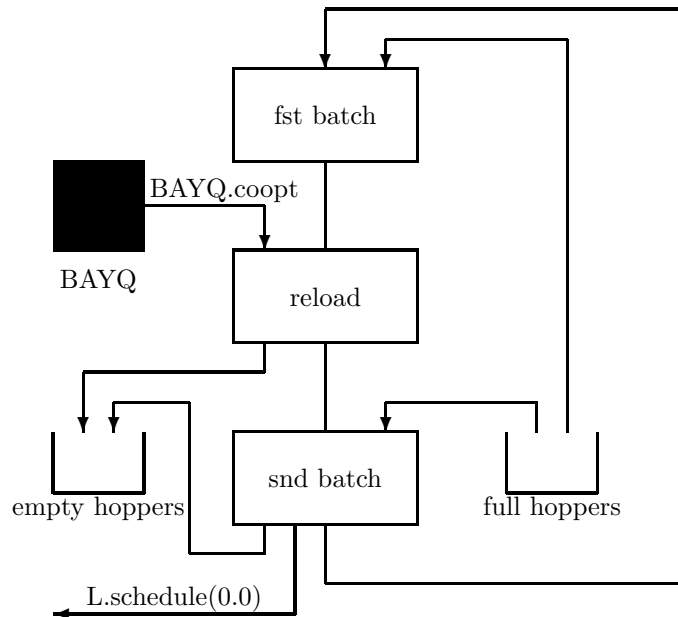 fst batch
BAYQ.coopt
BAYQ
reload
snd batch
empty hoppers
full hoppers
L.schedule(0.0)